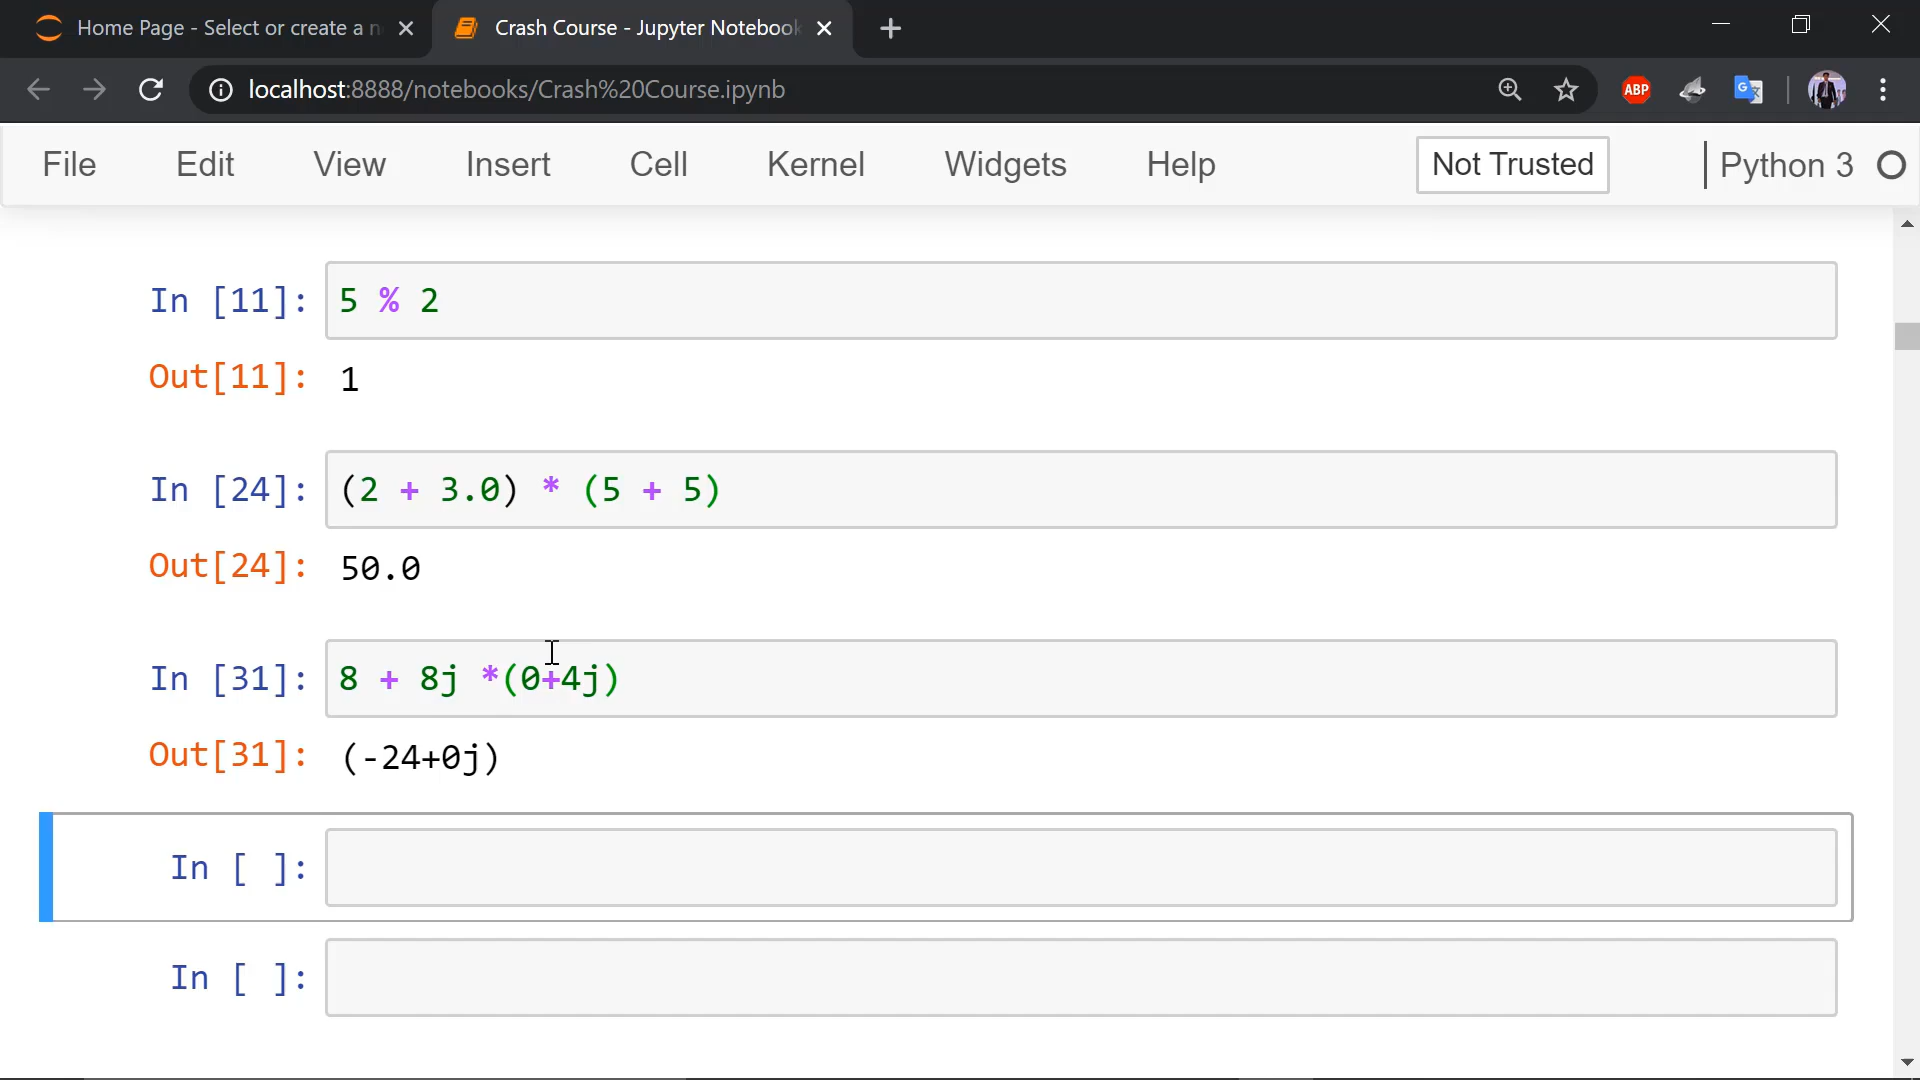 Home Page - Select or create a n
Crash Course - Jupyter Notebook
localhost:8888/notebooks/Crash%20Course.ipynb
ABP
File Edit View Insert Cell Kernel Widgets Help Not Trusted Python 3
In [11]: 5 % 2
Out[11]: 1
In [24]: (2 + 3.0) * (5 + 5)
Out[24]: 50.0
In [31]: 8 + 8j *(0+4j)
Out[31]: (-24+0j)
In [ ]:
In [ ]: